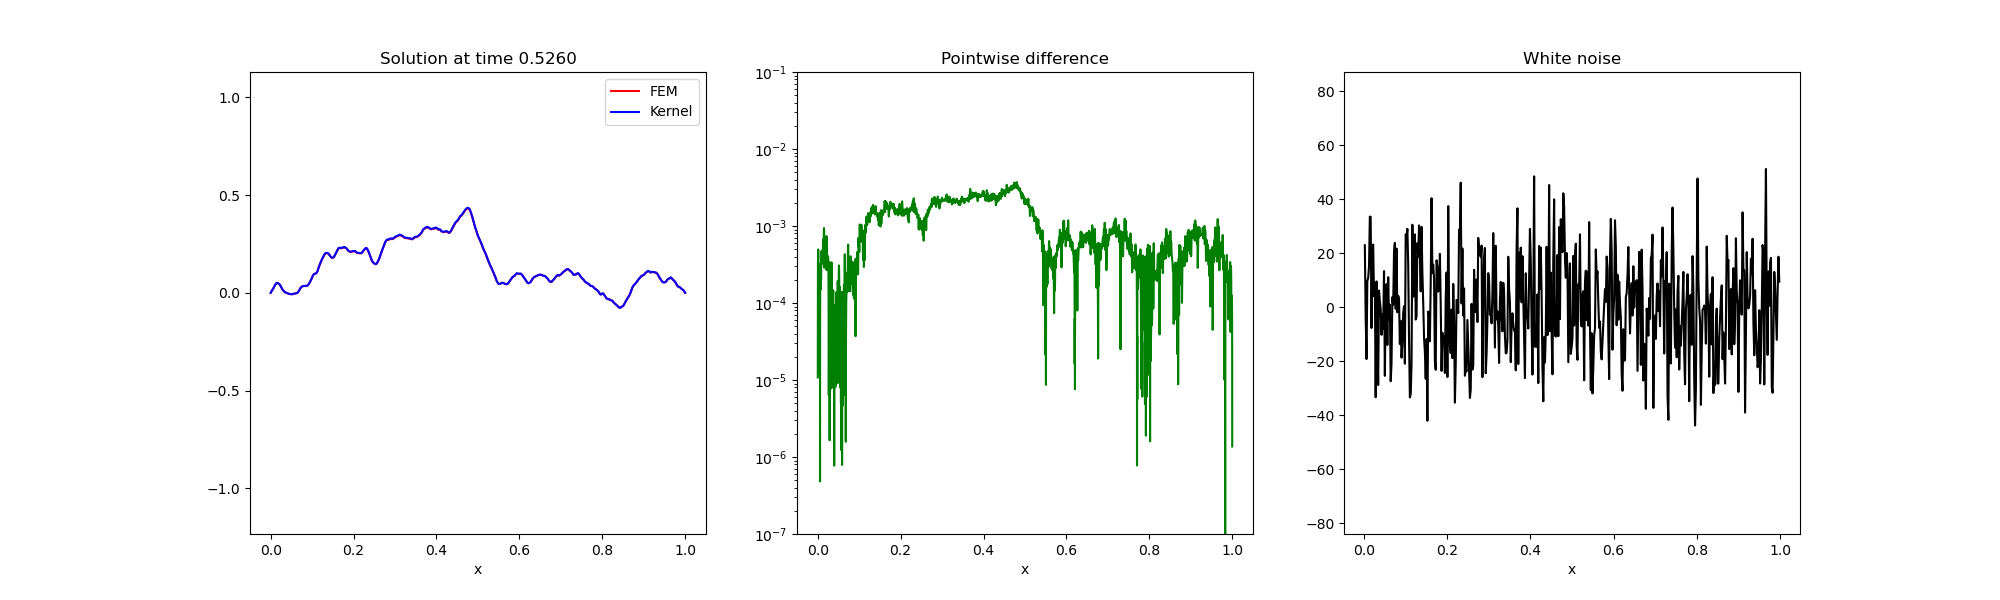 Solution at time 0.5260
1.0
0.5
0.0
−0.5
−1.0
0.0 0.2 0.4 0.6 0.8 1.0
x
FEM
Kernel
Pointwise difference
10⁻¹
10⁻²
10⁻³
10⁻⁴
10⁻⁵
10⁻⁶
10⁻⁷
0.0 0.2 0.4 0.6 0.8 1.0
x
White noise
80
60
40
20
0
−20
−40
−60
−80
0.0 0.2 0.4 0.6 0.8 1.0
x